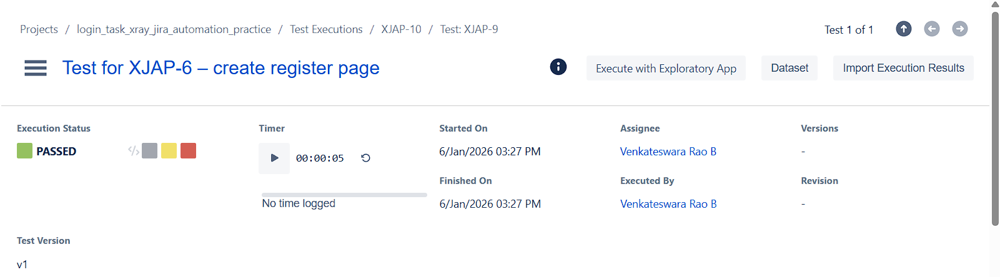 Projects / login_task_xray_jira_automation_practice / Test Executions / XJAP-10 / Test: XJAP-9
Test 1 of 1
Test for XJAP-6 – create register page
Execute with Exploratory App
Dataset
Import Execution Results
Execution Status
PASSED
Timer
00:00:05
No time logged
Started On
6/Jan/2026 03:27 PM
Finished On
6/Jan/2026 03:27 PM
Assignee
Venkateswara Rao B
Executed By
Venkateswara Rao B
Versions
-
Revision
-
Test Version
v1